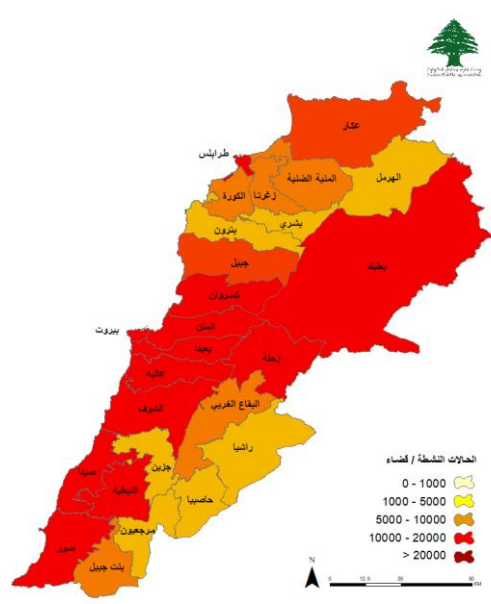 عكار
طرابلس
الهرمل
المنية الضنية
زغرتا
الكورة
بشري
بترون
بعلبك
جبيل
كسروان
المتن
بيروت
بعبدا
زحلة
عاليه
الشوف
البقاع الغربي
راشيا
جزين
صيدا
النبطية
حاصبيا
مرجعيون
صور
بنت جبيل
الحالات النشطة / قضاء
0 - 1000
1000 - 5000
5000 - 10000
10000 - 20000
> 20000
N
0 12.5 25 50
KM